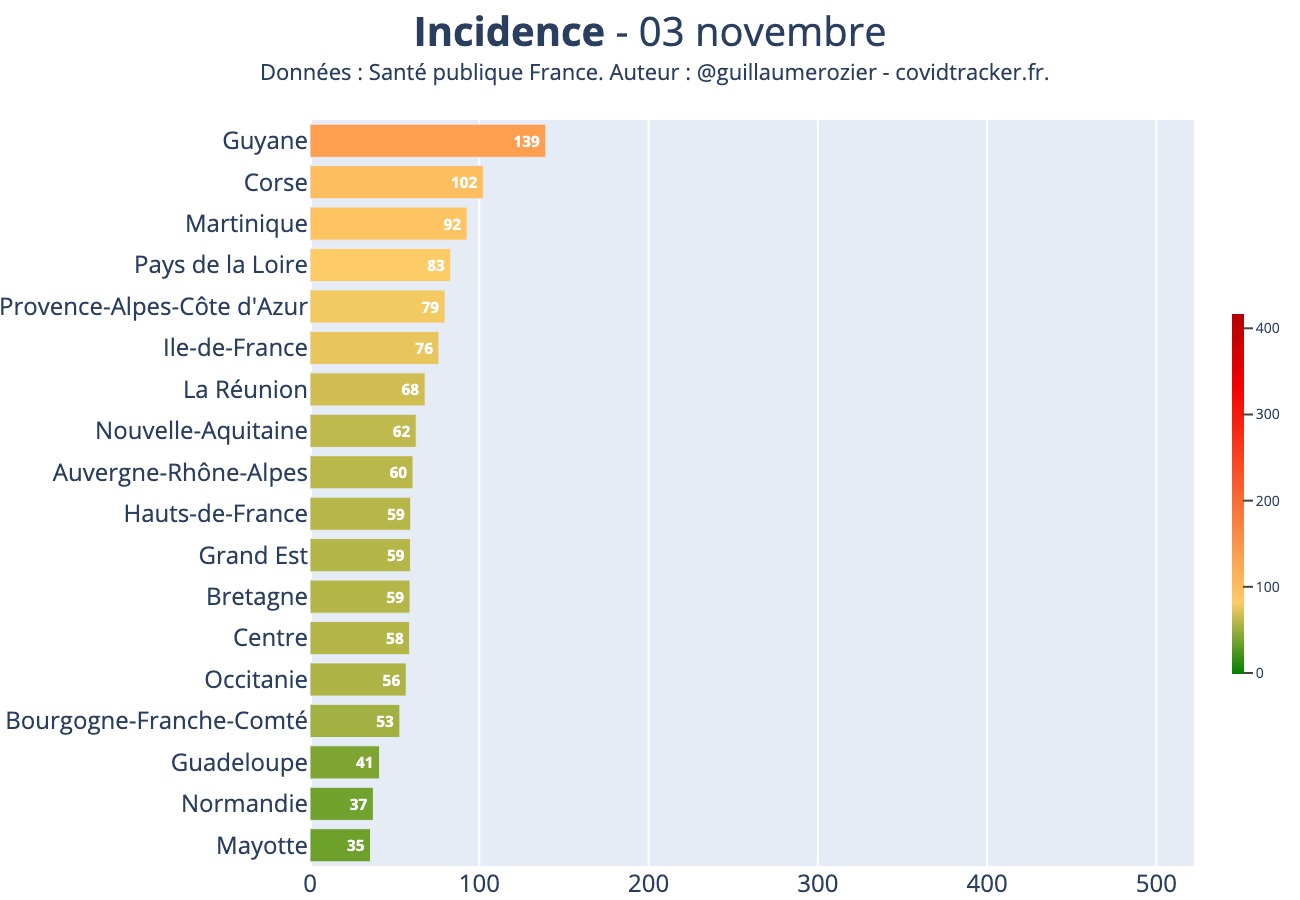 Incidence - 03 novembre
Données : Santé publique France. Auteur : @guillaumerozier - covidtracker.fr.
Guyane 139
Corse 102
Martinique 92
Pays de la Loire 83
Provence-Alpes-Côte d'Azur 79
Ile-de-France 76
La Réunion 68
Nouvelle-Aquitaine 62
Auvergne-Rhône-Alpes 60
Hauts-de-France 59
Grand Est 59
Bretagne 59
Centre 58
Occitanie 56
Bourgogne-Franche-Comté 53
Guadeloupe 41
Normandie 37
Mayotte 35
0 100 200 300 400 500
400
300
200
100
0